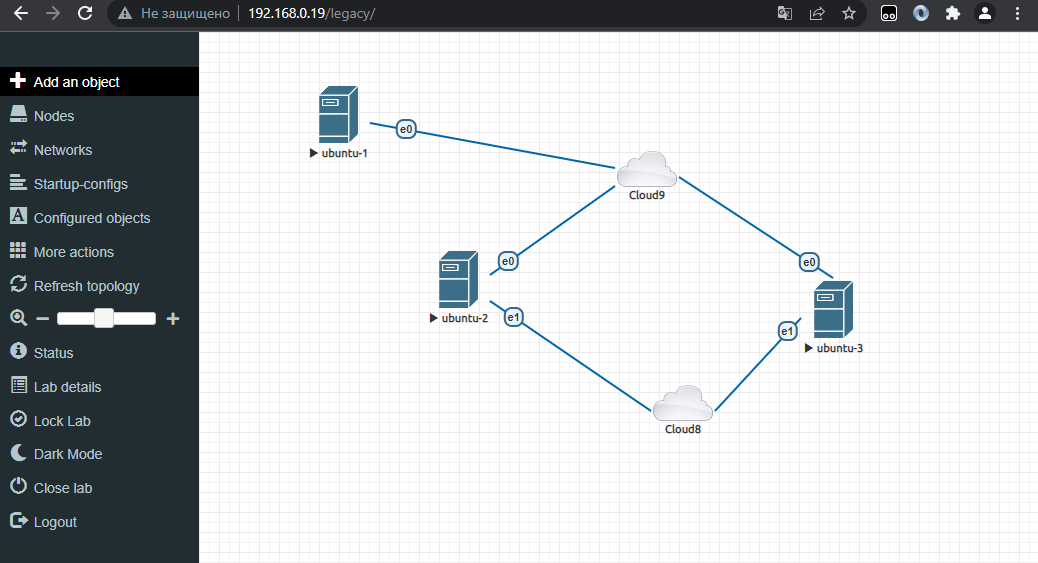 Не защищено
192.168.0.19/legacy/
Add an object
Nodes
Networks
Startup-configs
Configured objects
More actions
Refresh topology
Status
Lab details
Lock Lab
Dark Mode
Close lab
Logout
e0
ubuntu-1
Cloud9
e0
e0
ubuntu-2
e1
e1
ubuntu-3
Cloud8